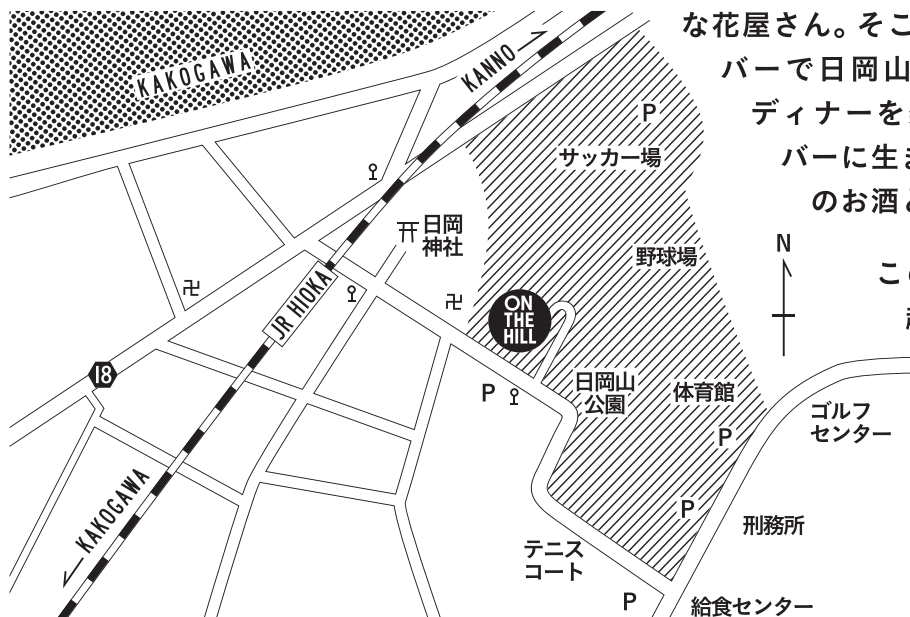 な花屋さん。そこ
バーで日岡山
ディナーを
バーに生
のお酒
こ
KAKOGAWA
KANNO
P
サッカー場
日岡
神社
野球場
N
JR HIOKA
ON
THE
HILL
18
P
日岡山
公園
体育館
P
ゴルフ
センター
KAKOGAWA
P
刑務所
テニス
コート
P
給食センター